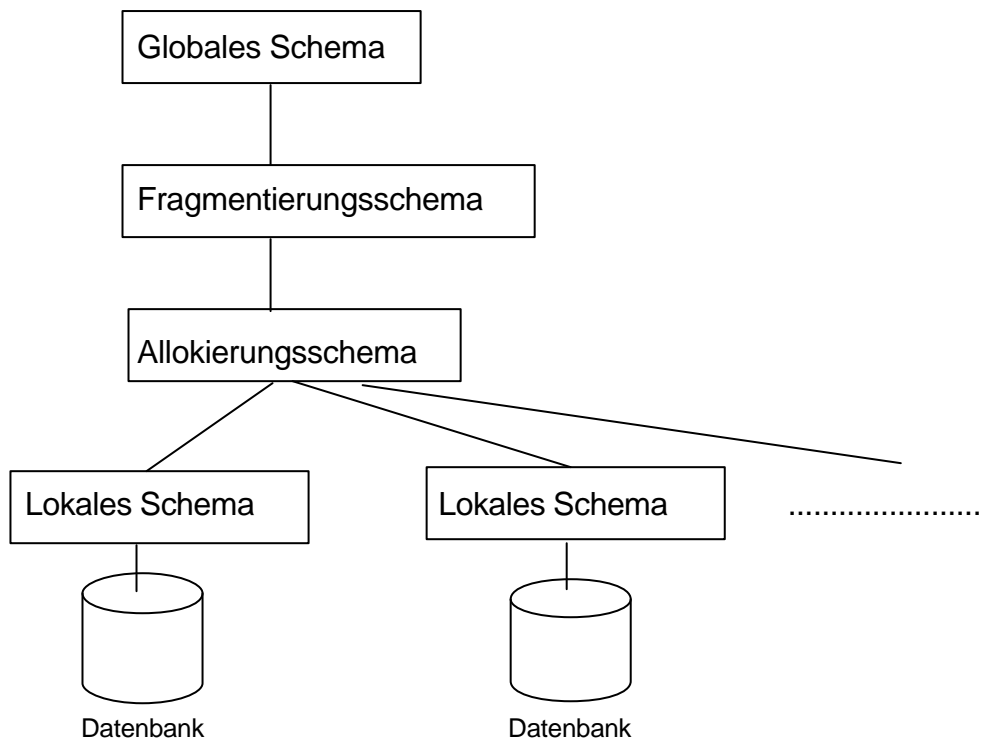 Globales Schema
Fragmentierungsschema
Allokierungsschema
Lokales Schema
Lokales Schema
.......................
Datenbank
Datenbank